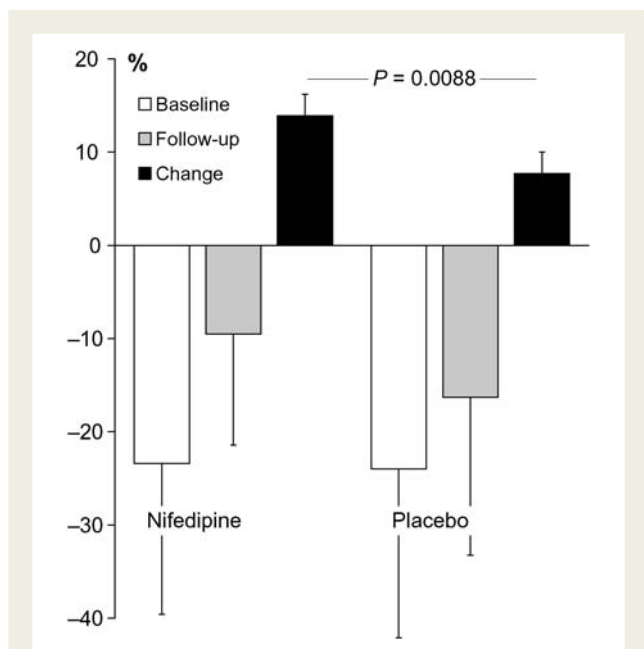 20
%
P = 0.0088
Baseline
Follow-up
Change
10
0
–10
–20
–30
–40
Nifedipine
Placebo